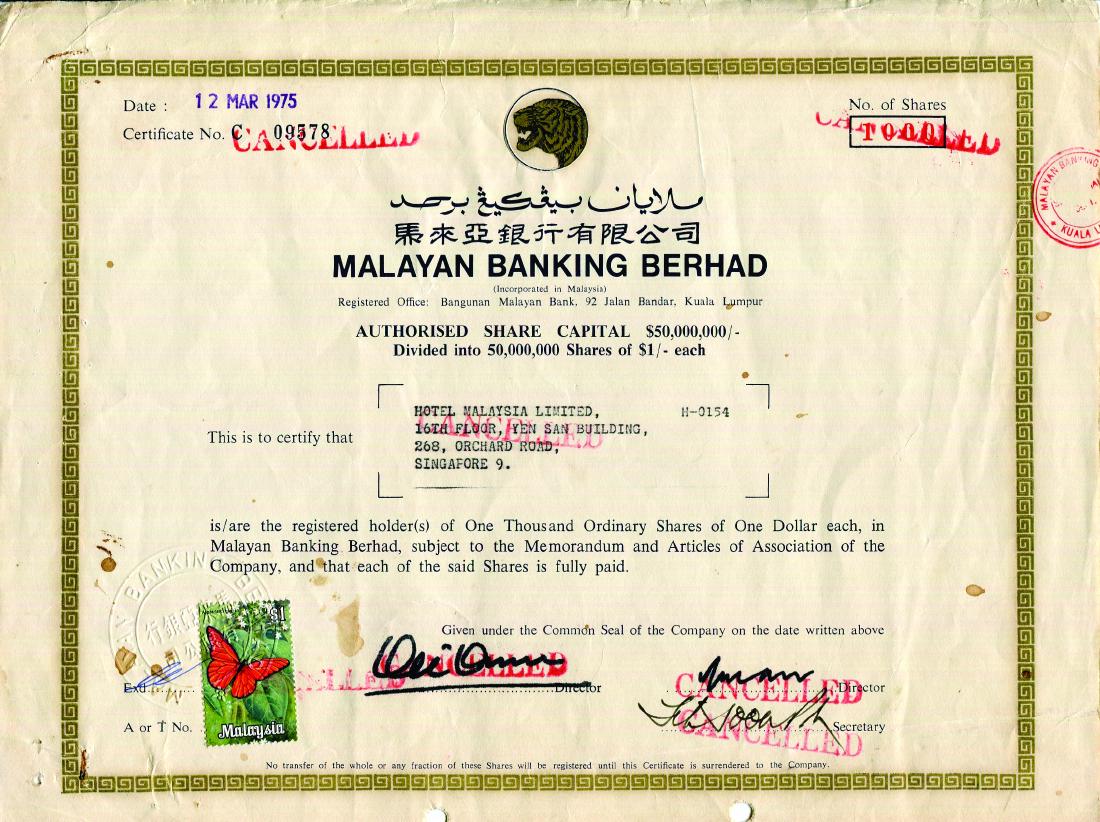 Date : 12 MAR 1975
Certificate No. C 09578
CANCELLED
No. of Shares
1000
CANCELLED
MALAYAN BANKING
KUALA
ملايان بيڠكيڠ برحد
馬來亞銀行有限公司
MALAYAN BANKING BERHAD
(Incorporated in Malaysia)
Registered Office: Bangunan Malayan Bank, 92 Jalan Bandar, Kuala Lumpur
AUTHORISED SHARE CAPITAL $50,000,000/-
Divided into 50,000,000 Shares of $1/- each
This is to certify that
HOTEL MALAYSIA LIMITED, H-0154
16TH FLOOR, YEN SAN BUILDING,
268, ORCHARD ROAD,
SINGAPORE 9.
CANCELLED
is/are the registered holder(s) of One Thousand Ordinary Shares of One Dollar each, in
Malayan Banking Berhad, subject to the Memorandum and Articles of Association of the
Company, and that each of the said Shares is fully paid.
MALAYAN BANKING BERHAD
$1
Malaysia
Given under the Common Seal of the Company on the date written above
CANCELLED
CANCELLED
Director
CANCELLED
Director
Exd
A or T No.
CANCELLED
Secretary
No transfer of the whole or any fraction of these Shares will be registered until this Certificate is surrendered to the Company.